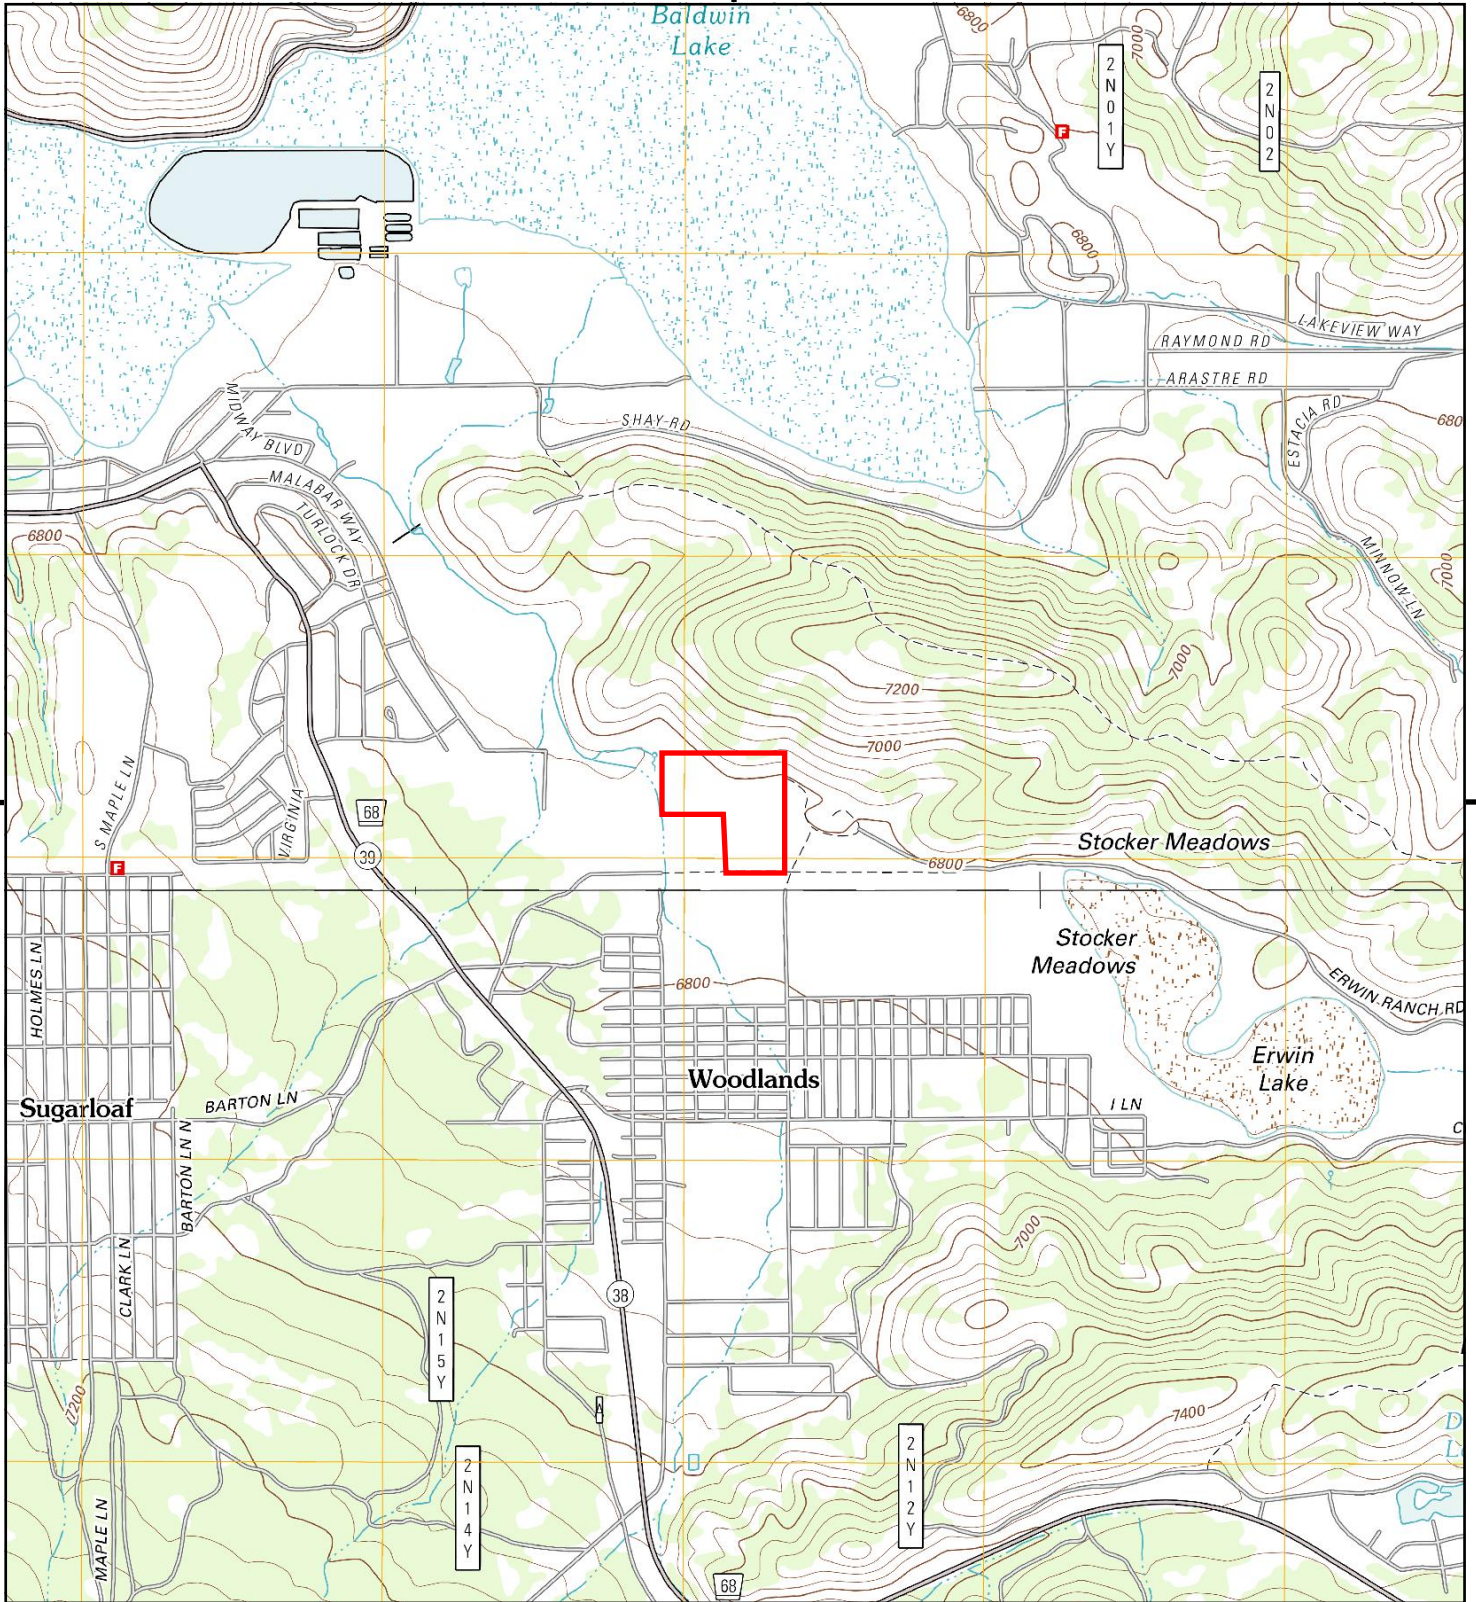 Baldwin
Lake
6800
7000
2N01Y
2N02
F
6800
LAKEVIEW WAY
RAYMOND RD
ARASTRE RD
MIDWAY BLVD
SHAY RD
ESTACIA RD
680
MALABAR WAY
TURLOCK DR
6800
MINNOW LN
7000
7000
7200
7000
S MAPLE LN
VIRGINIA
68
39
Stocker Meadows
6800
F
Stocker
Meadows
HOLMES LN
6800
ERWIN RANCH RD
Woodlands
Erwin
Lake
Sugarloaf
BARTON LN
I LN
C
BARTON LN N
7000
CLARK LN
38
2N15Y
7200
7400
D
L
2N12Y
2N14Y
MAPLE LN
68